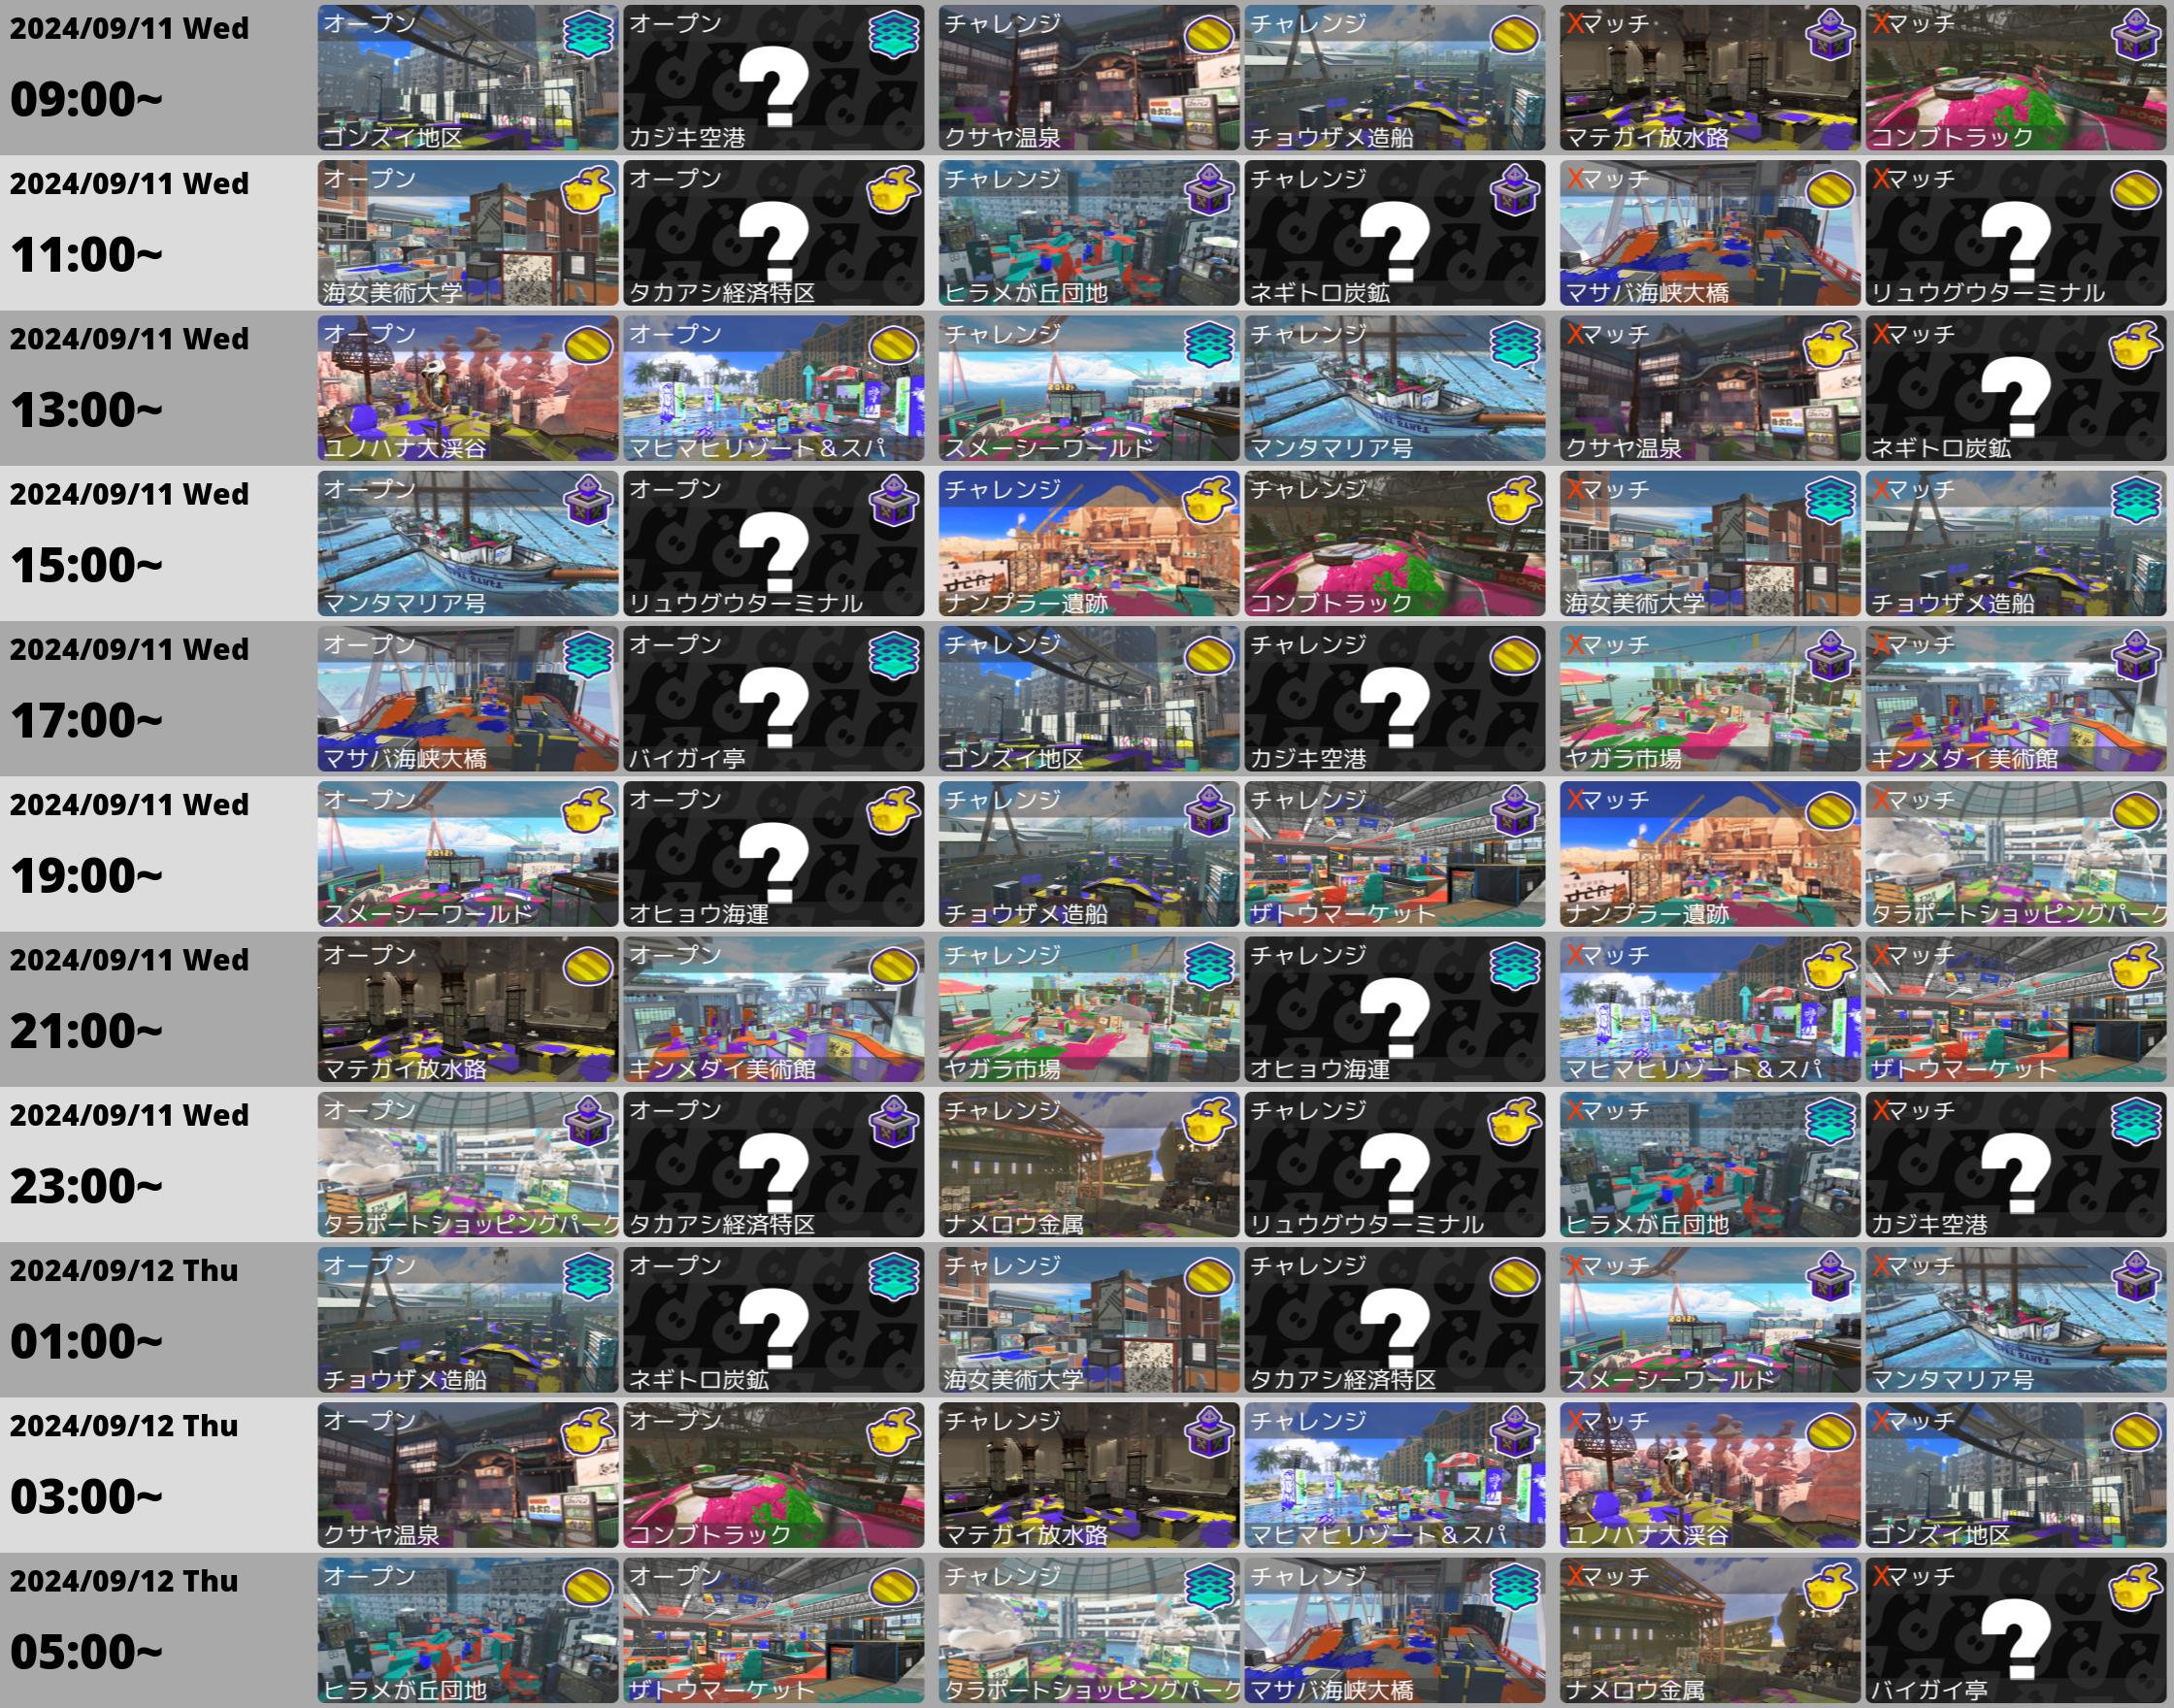 2024/09/11 Wed
09:00~
オープン
ゴンズイ地区
オープン
カジキ空港
チャレンジ
クサヤ温泉
チャレンジ
チョウザメ造船
Xマッチ
マテガイ放水路
Xマッチ
コンブトラック
2024/09/11 Wed
11:00~
オープン
海女美術大学
オープン
タカアシ経済特区
チャレンジ
ヒラメが丘団地
チャレンジ
ネギトロ炭鉱
Xマッチ
マサバ海峡大橋
Xマッチ
リュウグウターミナル
2024/09/11 Wed
13:00~
オープン
ユノハナ大渓谷
オープン
マヒマヒリゾート＆スパ
チャレンジ
スメーシーワールド
チャレンジ
マンタマリア号
Xマッチ
クサヤ温泉
Xマッチ
ネギトロ炭鉱
2024/09/11 Wed
15:00~
オープン
マンタマリア号
オープン
リュウグウターミナル
チャレンジ
ナンプラー遺跡
チャレンジ
コンブトラック
Xマッチ
海女美術大学
Xマッチ
チョウザメ造船
2024/09/11 Wed
17:00~
オープン
マサバ海峡大橋
オープン
バイガイ亭
チャレンジ
ゴンズイ地区
チャレンジ
カジキ空港
Xマッチ
ヤガラ市場
Xマッチ
キンメダイ美術館
2024/09/11 Wed
19:00~
オープン
スメーシーワールド
オープン
オヒョウ海運
チャレンジ
チョウザメ造船
チャレンジ
ザトウマーケット
Xマッチ
ナンプラー遺跡
Xマッチ
タラポートショッピングパーク
2024/09/11 Wed
21:00~
オープン
マテガイ放水路
オープン
キンメダイ美術館
チャレンジ
ヤガラ市場
チャレンジ
オヒョウ海運
Xマッチ
マヒマヒリゾート＆スパ
Xマッチ
ザトウマーケット
2024/09/11 Wed
23:00~
オープン
タラポートショッピングパーク
オープン
タカアシ経済特区
チャレンジ
ナメロウ金属
チャレンジ
リュウグウターミナル
Xマッチ
ヒラメが丘団地
Xマッチ
カジキ空港
2024/09/12 Thu
01:00~
オープン
チョウザメ造船
オープン
ネギトロ炭鉱
チャレンジ
海女美術大学
チャレンジ
タカアシ経済特区
Xマッチ
スメーシーワールド
Xマッチ
マンタマリア号
2024/09/12 Thu
03:00~
オープン
クサヤ温泉
オープン
コンブトラック
チャレンジ
マテガイ放水路
チャレンジ
マヒマヒリゾート＆スパ
Xマッチ
ユノハナ大渓谷
Xマッチ
ゴンズイ地区
2024/09/12 Thu
05:00~
オープン
ヒラメが丘団地
オープン
ザトウマーケット
チャレンジ
タラポートショッピングパーク
チャレンジ
マサバ海峡大橋
Xマッチ
ナメロウ金属
Xマッチ
バイガイ亭